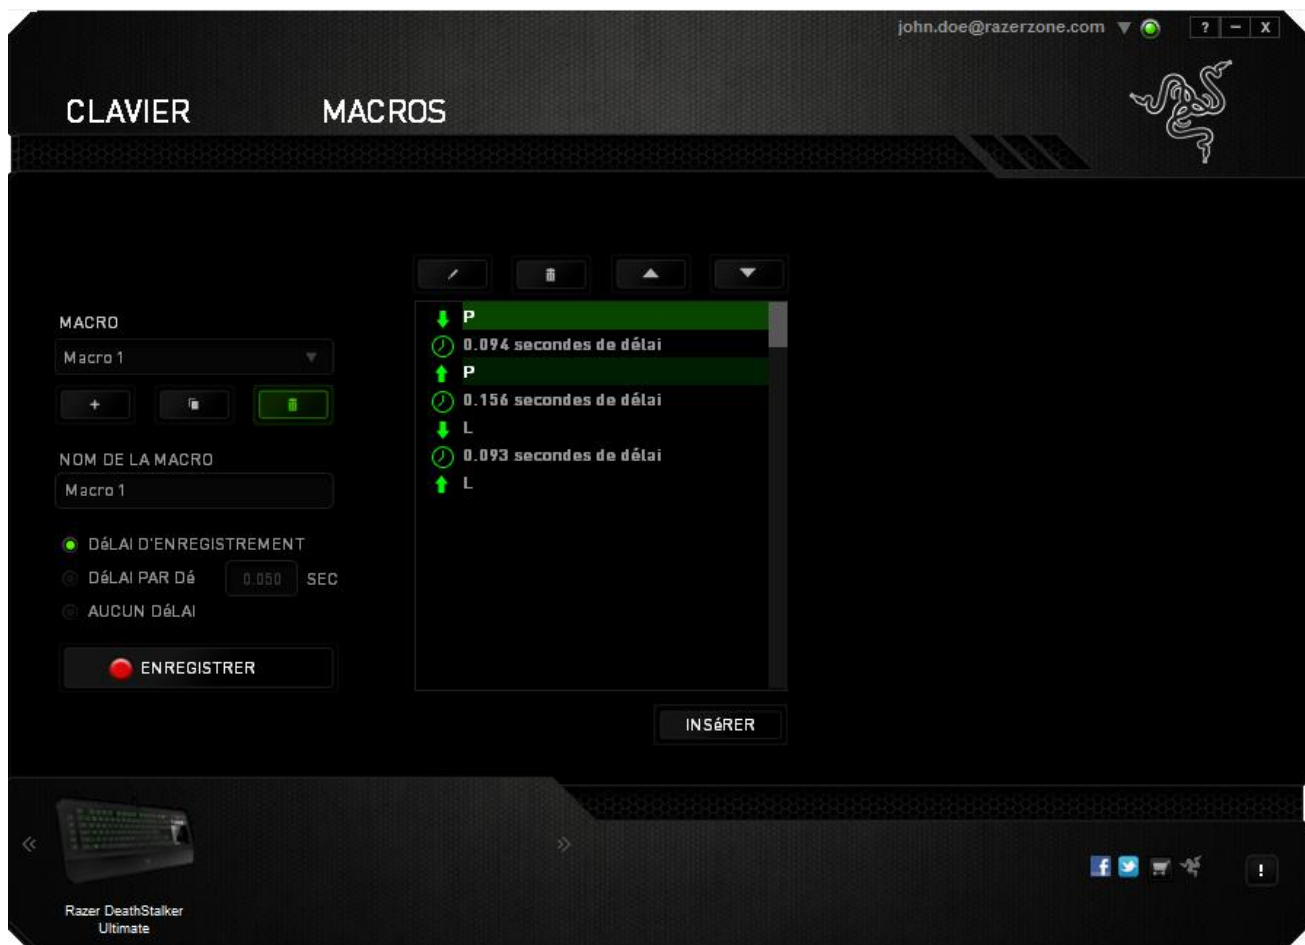 john.doe@razerzone.com
? – X
CLAVIER MACROS
MACRO
Macro 1
+
NOM DE LA MACRO
Macro 1
DéLAI D'ENREGISTREMENT
DéLAI PAR Dé 0.050 SEC
AUCUN DéLAI
ENREGISTRER
P
0.094 secondes de délai
P
0.156 secondes de délai
L
0.093 secondes de délai
L
INSéRER
« »
Razer DeathStalker
Ultimate
f
!